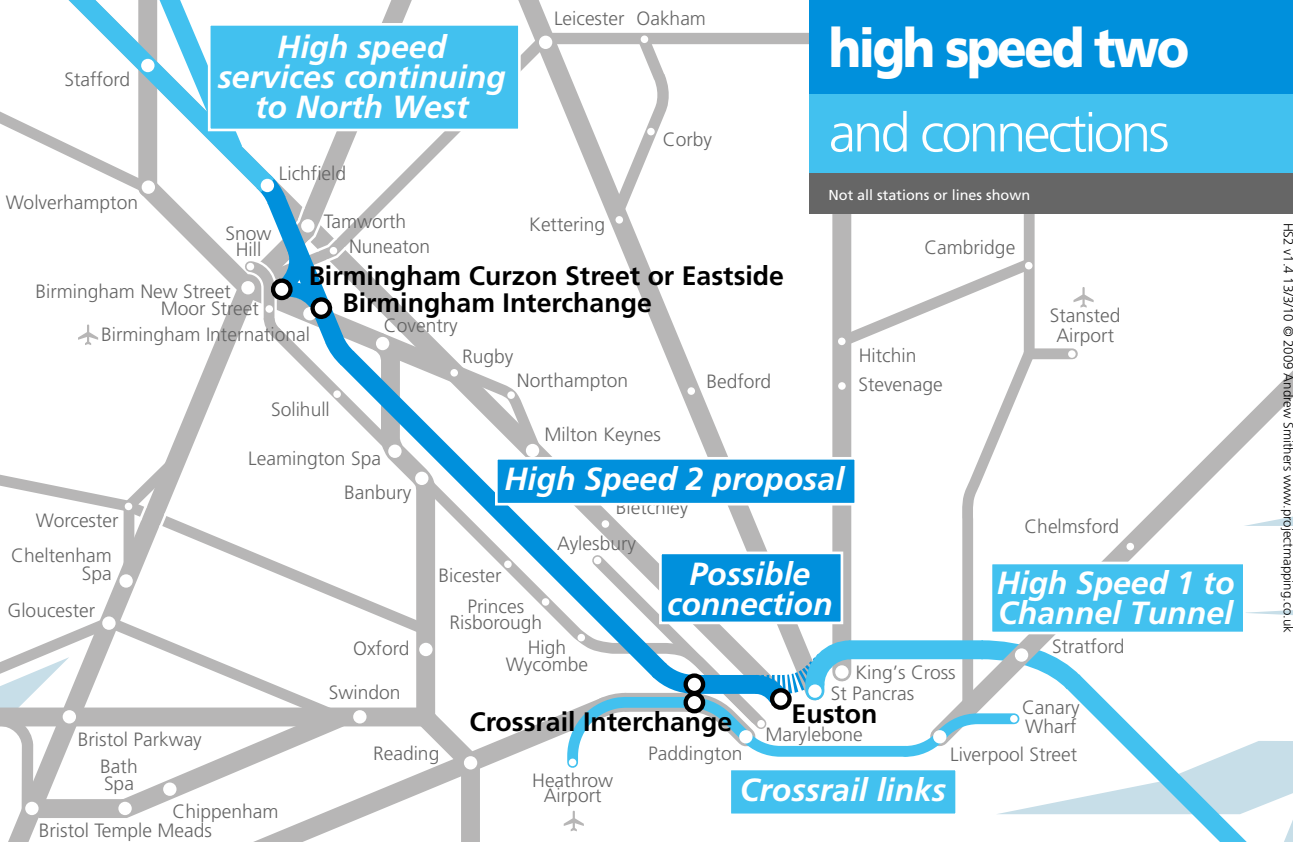 high speed two
and connections
Not all stations or lines shown
High speed
services continuing
to North West
Leicester
Oakham
Stafford
Corby
Lichfield
Wolverhampton
Tamworth
Kettering
Snow
Hill
Nuneaton
Cambridge
Birmingham Curzon Street or Eastside
Birmingham New Street
Birmingham Interchange
Moor Street
Stansted
Airport
Birmingham International
Coventry
Rugby
Hitchin
Northampton
Bedford
Stevenage
Solihull
Milton Keynes
Leamington Spa
High Speed 2 proposal
Banbury
Bletchley
Worcester
Chelmsford
Aylesbury
Cheltenham
Spa
Bicester
Possible
connection
High Speed 1 to
Channel Tunnel
Gloucester
Princes
Risborough
Oxford
High
Wycombe
Stratford
King's Cross
St Pancras
Swindon
Euston
Crossrail Interchange
Canary
Wharf
Marylebone
Bristol Parkway
Reading
Paddington
Liverpool Street
Bath
Spa
Heathrow
Airport
Crossrail links
Chippenham
Bristol Temple Meads
HS2 v1.4 13/3/10 © 2009 Andrew Smithers www.projectmapping.co.uk